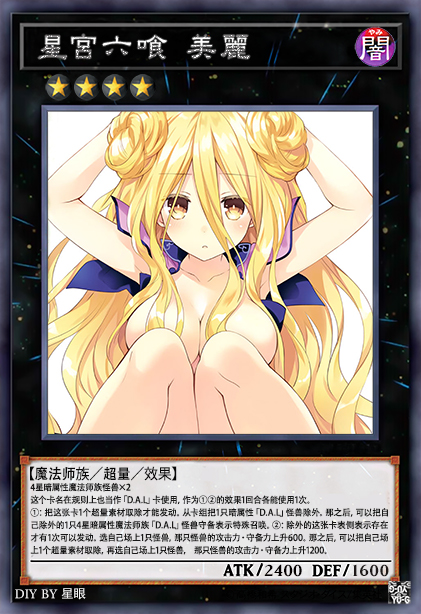 星宮六喰 美麗
やみ
闇
【魔法师族／超量／效果】
4星暗属性魔法师族怪兽×2
这个卡名在规则上也当作「D.A.L」卡使用，作为①②的效果1回合各能使用1次。
①：把这张卡1个超量素材取除才能发动。从卡组把1只暗属性「D.A.L」怪兽除外。那之后，可以把自
己除外的1只4星暗属性魔法师族「D.A.L」怪兽守备表示特殊召唤。②：除外的这张卡表侧表示存在
才有1次可以发动。选自己场上1只怪兽，那只怪兽的攻击力·守备力上升600。那之后，可以把自己场
上1个超量素材取除，再选自己场上1只怪兽， 那只怪兽的攻击力·守备力上升1200。
ATK/2400 DEF/1600
DIY BY 星眼